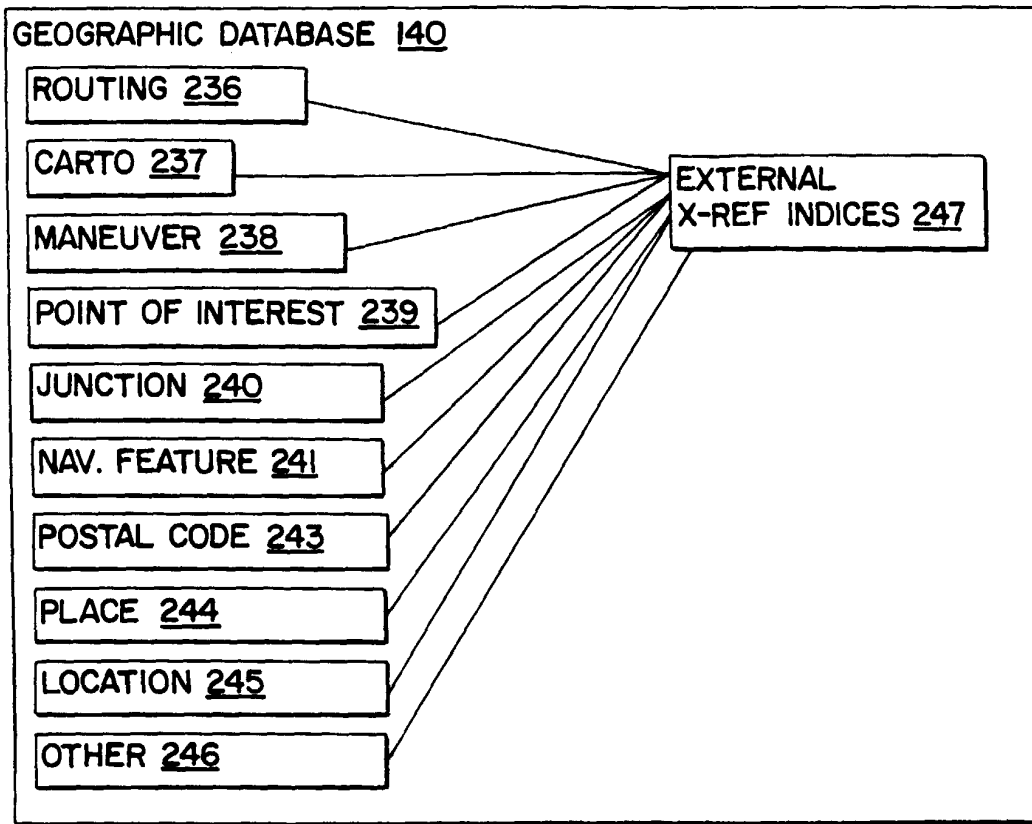 GEOGRAPHIC DATABASE 140
ROUTING 236
CARTO 237
MANEUVER 238
POINT OF INTEREST 239
JUNCTION 240
NAV. FEATURE 241
POSTAL CODE 243
PLACE 244
LOCATION 245
OTHER 246
EXTERNAL
X-REF INDICES 247